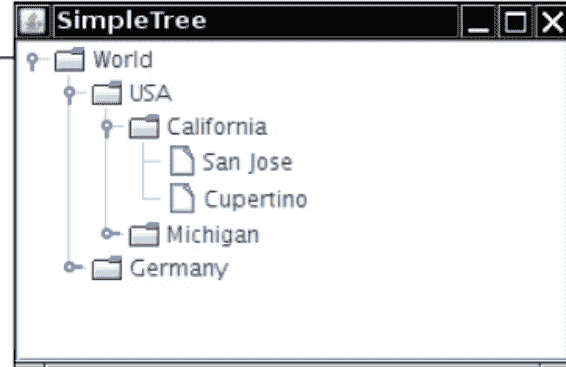 SimpleTree
World
USA
California
San Jose
Cupertino
Michigan
Germany